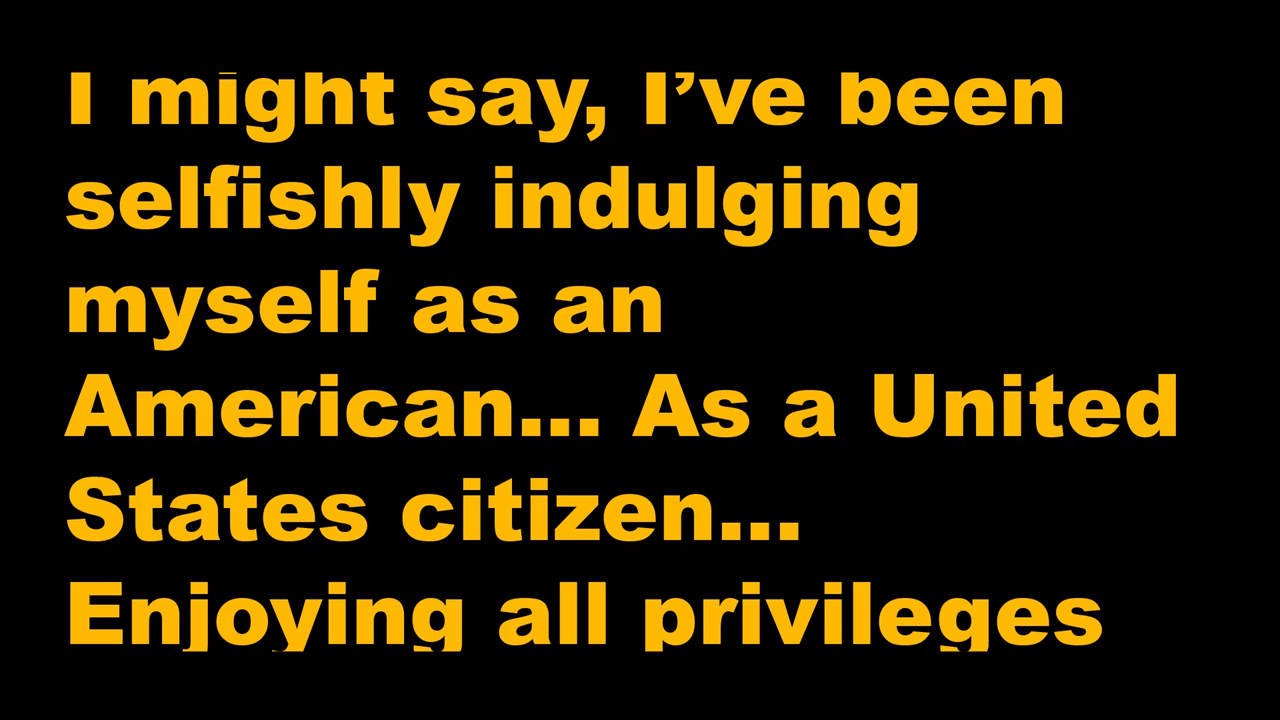 I might say, I’ve been
selfishly indulging
myself as an
American... As a United
States citizen...
Enjoying all privileges